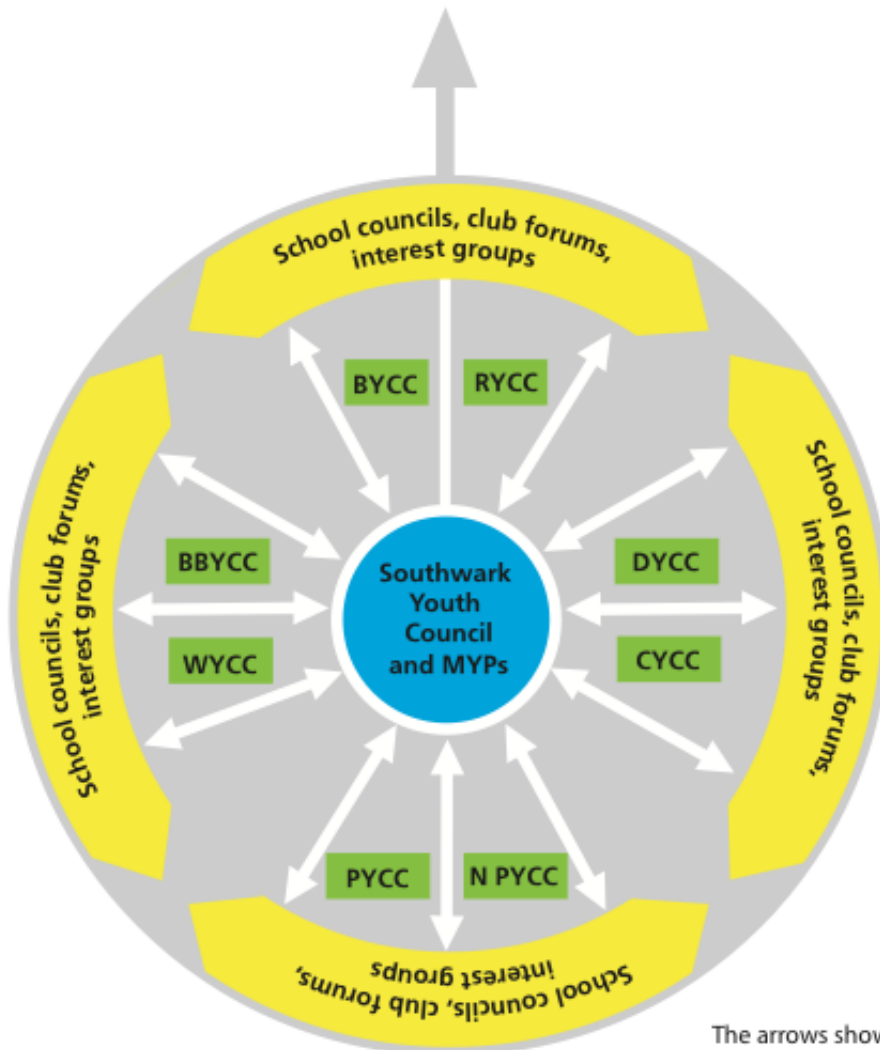 School councils, club forums,
interest groups
BYCC
RYCC
School councils, club forums,
interest groups
BBYCC
WYCC
Southwark
Youth
Council
and MYPs
DYCC
CYCC
School councils, club forums,
interest groups
PYCC
N PYCC
School councils, club forums,
interest groups
The arrows show